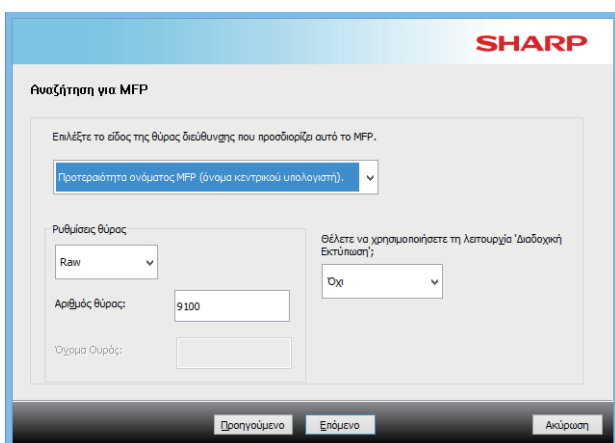 SHARP
Αναζήτηση για MFP
Επιλέξτε το είδος της θύρας διεύθυνσης που προσδιορίζει αυτό το MFP.
Προτεραιότητα ονόματος MFP (όνομα κεντρικού υπολογιστή).
Ρυθμίσεις θύρας
Raw
Αριθμός θύρας:
9100
Όνομα Ουράς:
Θέλετε να χρησιμοποιήσετε τη λειτουργία 'Διαδοχική
Εκτύπωση';
Όχι
Προηγούμενο
Επόμενο
Ακύρωση